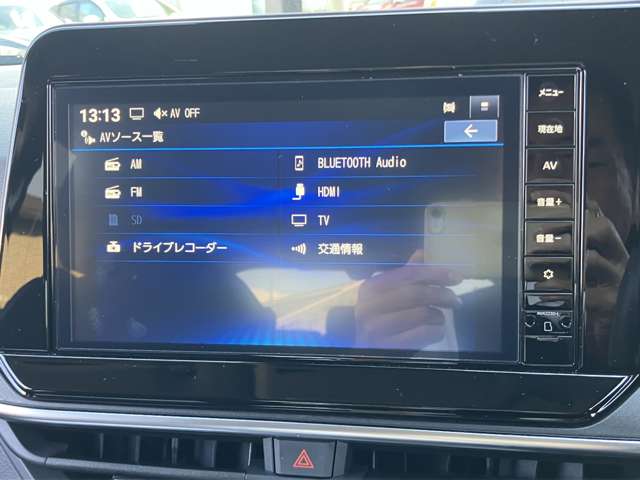 13:13 AV OFF
AVソース一覧
AM
FM
SD
ドライブレコーダー
BLUETOOTH Audio
HDMI
TV
交通情報
メニュー
現在地
AV
音量+
音量-